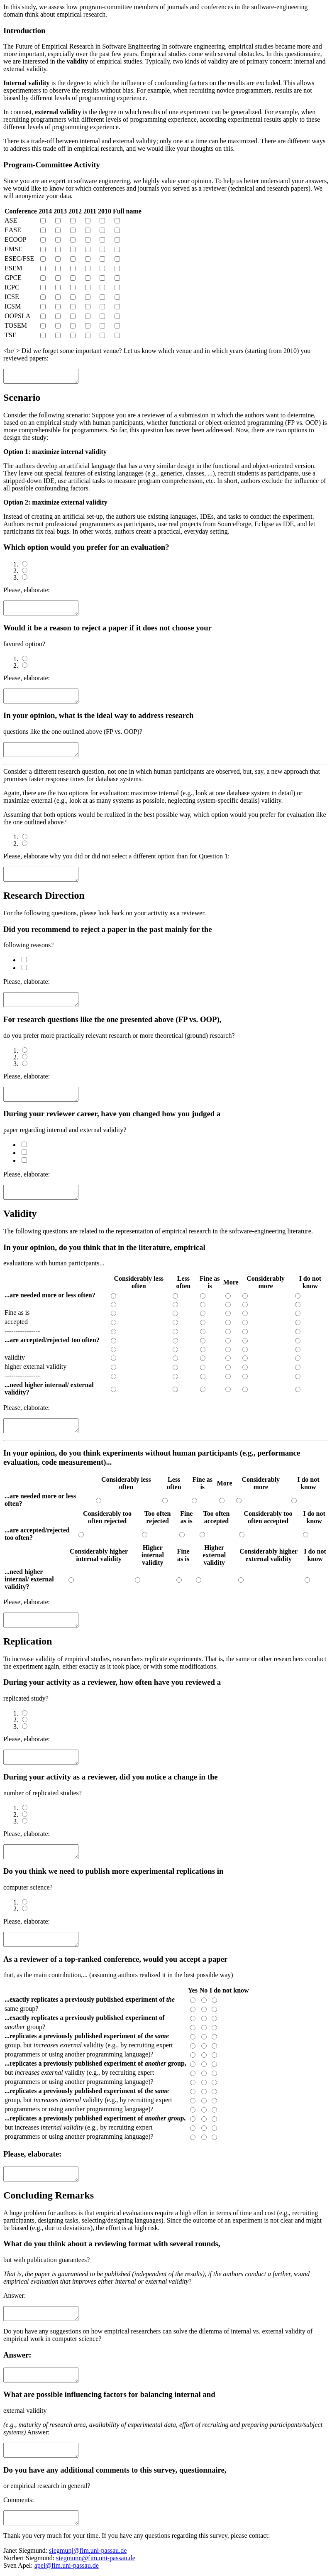 In this study, we assess how program-committee members of journals and conferences in the software-engineering
domain think about empirical research.
Introduction
The Future of Empirical Research in Software Engineering In software engineering, empirical studies become more and
more important, especially over the past few years. Empirical studies come with several obstacles. In this questionnaire,
we are interested in the validity of empirical studies. Typically, two kinds of validity are of primary concern: internal and
external validity.
Internal validity is the degree to which the influence of confounding factors on the results are excluded. This allows
experimenters to observe the results without bias. For example, when recruiting novice programmers, results are not
biased by different levels of programming experience.
In contrast, external validity is the degree to which results of one experiment can be generalized. For example, when
recruiting programmers with different levels of programming experience, according experimental results apply to these
different levels of programming experience.
There is a trade-off between internal and external validity; only one at a time can be maximized. There are different ways
to address this trade off in empirical research, and we would like your thoughts on this.
Program-Committee Activity
Since you are an expert in software engineering, we highly value your opinion. To help us better understand your answers,
we would like to know for which conferences and journals you served as a reviewer (technical and research papers). We
will anonymize your data.
Conference 2014 2013 2012 2011 2010 Full name
ASE
EASE
ECOOP
EMSE
ESEC/FSE
ESEM
GPCE
ICPC
ICSE
ICSM
OOPSLA
TOSEM
TSE
<br/ > Did we forget some important venue? Let us know which venue and in which years (starting from 2010) you
reviewed papers:
Scenario
Consider the following scenario: Suppose you are a reviewer of a submission in which the authors want to determine,
based on an empirical study with human participants, whether functional or object-oriented programming (FP vs. OOP) is
more comprehensible for programmers. So far, this question has never been addressed. Now, there are two options to
design the study:
Option 1: maximize internal validity
The authors develop an artificial language that has a very similar design in the functional and object-oriented version.
They leave out special features of existing languages (e.g., generics, classes, ...), recruit students as participants, use a
stripped-down IDE, use artificial tasks to measure program comprehension, etc. In short, authors exclude the influence of
all possible confounding factors.
Option 2: maximize external validity
Instead of creating an artificial set-up, the authors use existing languages, IDEs, and tasks to conduct the experiment.
Authors recruit professional programmers as participants, use real projects from SourceForge, Eclipse as IDE, and let
participants fix real bugs. In other words, authors create a practical, everyday setting.
Which option would you prefer for an evaluation?
1.
2.
3.
Please, elaborate:
Would it be a reason to reject a paper if it does not choose your
favored option?
1.
2.
Please, elaborate:
In your opinion, what is the ideal way to address research
questions like the one outlined above (FP vs. OOP)?
Consider a different research question, not one in which human participants are observed, but, say, a new approach that
promises faster response times for database systems.
Again, there are the two options for evaluation: maximize internal (e.g., look at one database system in detail) or
maximize external (e.g., look at as many systems as possible, neglecting system-specific details) validity.
Assuming that both options would be realized in the best possible way, which option would you prefer for evaluation like
the one outlined above?
1.
2.
Please, elaborate why you did or did not select a different option than for Question 1:
Research Direction
For the following questions, please look back on your activity as a reviewer.
Did you recommend to reject a paper in the past mainly for the
following reasons?
Please, elaborate:
For research questions like the one presented above (FP vs. OOP),
do you prefer more practically relevant research or more theoretical (ground) research?
1.
2.
3.
Please, elaborate:
During your reviewer career, have you changed how you judged a
paper regarding internal and external validity?
Please, elaborate:
Validity
The following questions are related to the representation of empirical research in the software-engineering literature.
In your opinion, do you think that in the literature, empirical
evaluations with human participants...
Considerably less often Less often Fine as is More Considerably more I do not know
...are needed more or less often?
Fine as is
accepted
----------------
...are accepted/rejected too often?
validity
higher external validity
----------------
...need higher internal/ external validity?
Please, elaborate:
In your opinion, do you think experiments without human participants (e.g., performance
evaluation, code measurement)...
Considerably less often Less often Fine as is More Considerably more I do not know
...are needed more or less often?
Considerably too often rejected Too often rejected Fine as is Too often accepted Considerably too often accepted I do not know
...are accepted/rejected too often?
Considerably higher internal validity Higher internal validity Fine as is Higher external validity Considerably higher external validity I do not know
...need higher internal/ external validity?
Please, elaborate:
Replication
To increase validity of empirical studies, researchers replicate experiments. That is, the same or other researchers conduct
the experiment again, either exactly as it took place, or with some modifications.
During your activity as a reviewer, how often have you reviewed a
replicated study?
1.
2.
3.
Please, elaborate:
During your activity as a reviewer, did you notice a change in the
number of replicated studies?
1.
2.
3.
Please, elaborate:
Do you think we need to publish more experimental replications in
computer science?
1.
2.
Please, elaborate:
As a reviewer of a top-ranked conference, would you accept a paper
that, as the main contribution,... (assuming authors realized it in the best possible way)
Yes No I do not know
...exactly replicates a previously published experiment of the
same group?
...exactly replicates a previously published experiment of
another group?
...replicates a previously published experiment of the same
group, but increases external validity (e.g., by recruiting expert
programmers or using another programming language)?
...replicates a previously published experiment of another group,
but increases external validity (e.g., by recruiting expert
programmers or using another programming language)?
...replicates a previously published experiment of the same
group, but increases internal validity (e.g., by recruiting expert
programmers or using another programming language)?
...replicates a previously published experiment of another group,
but increases internal validity (e.g., by recruiting expert
programmers or using another programming language)?
Please, elaborate:
Concluding Remarks
A huge problem for authors is that empirical evaluations require a high effort in terms of time and cost (e.g., recruiting
participants, designing tasks, selecting/designing languages). Since the outcome of an experiment is not clear and might
be biased (e.g., due to deviations), the effort is at high risk.
What do you think about a reviewing format with several rounds,
but with publication guarantees?
That is, the paper is guaranteed to be published (independent of the results), if the authors conduct a further, sound
empirical evaluation that improves either internal or external validity?
Answer:
Do you have any suggestions on how empirical researchers can solve the dilemma of internal vs. external validity of
empirical work in computer science?
Answer:
What are possible influencing factors for balancing internal and
external validity
(e.g., maturity of research area, availability of experimental data, effort of recruiting and preparing participants/subject
systems) Answer:
Do you have any additional comments to this survey, questionnaire,
or empirical research in general?
Comments:
Thank you very much for your time. If you have any questions regarding this survey, please contact:
Janet Siegmund: siegmunj@fim.uni-passau.de
Norbert Siegmund: siegmunn@fim.uni-passau.de
Sven Apel: apel@fim.uni-passau.de